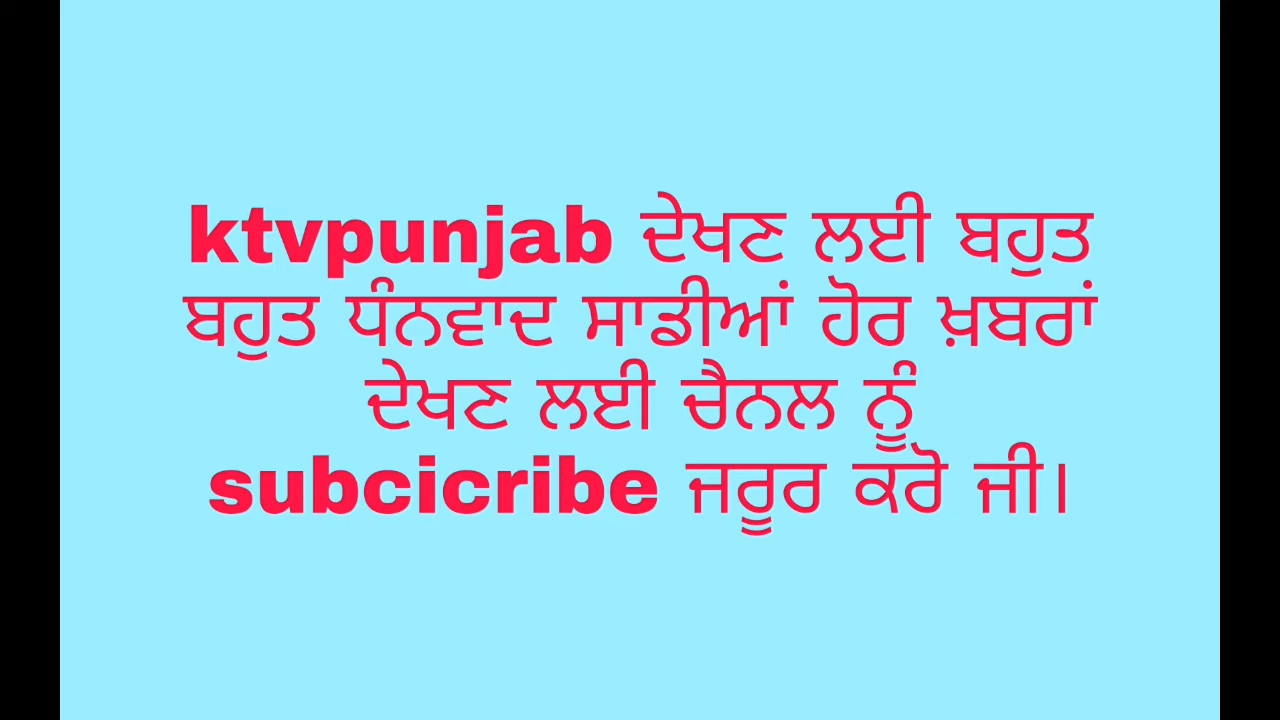 ktvpunjab ਦੇਖਣ ਲਈ ਬਹੁਤ
ਬਹੁਤ ਧੰਨਵਾਦ ਸਾਡੀਆਂ ਹੋਰ ਖ਼ਬਰਾਂ
ਦੇਖਣ ਲਈ ਚੈਨਲ ਨੂੰ
subcicribe ਜਰੂਰ ਕਰੋ ਜੀ।